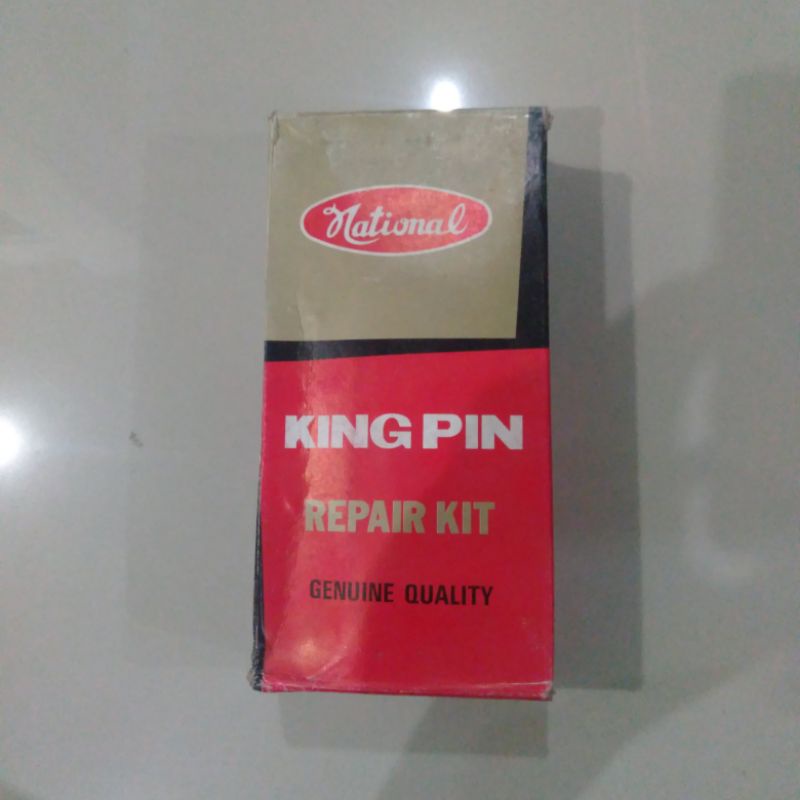 National
KING PIN
REPAIR KIT
GENUINE QUALITY